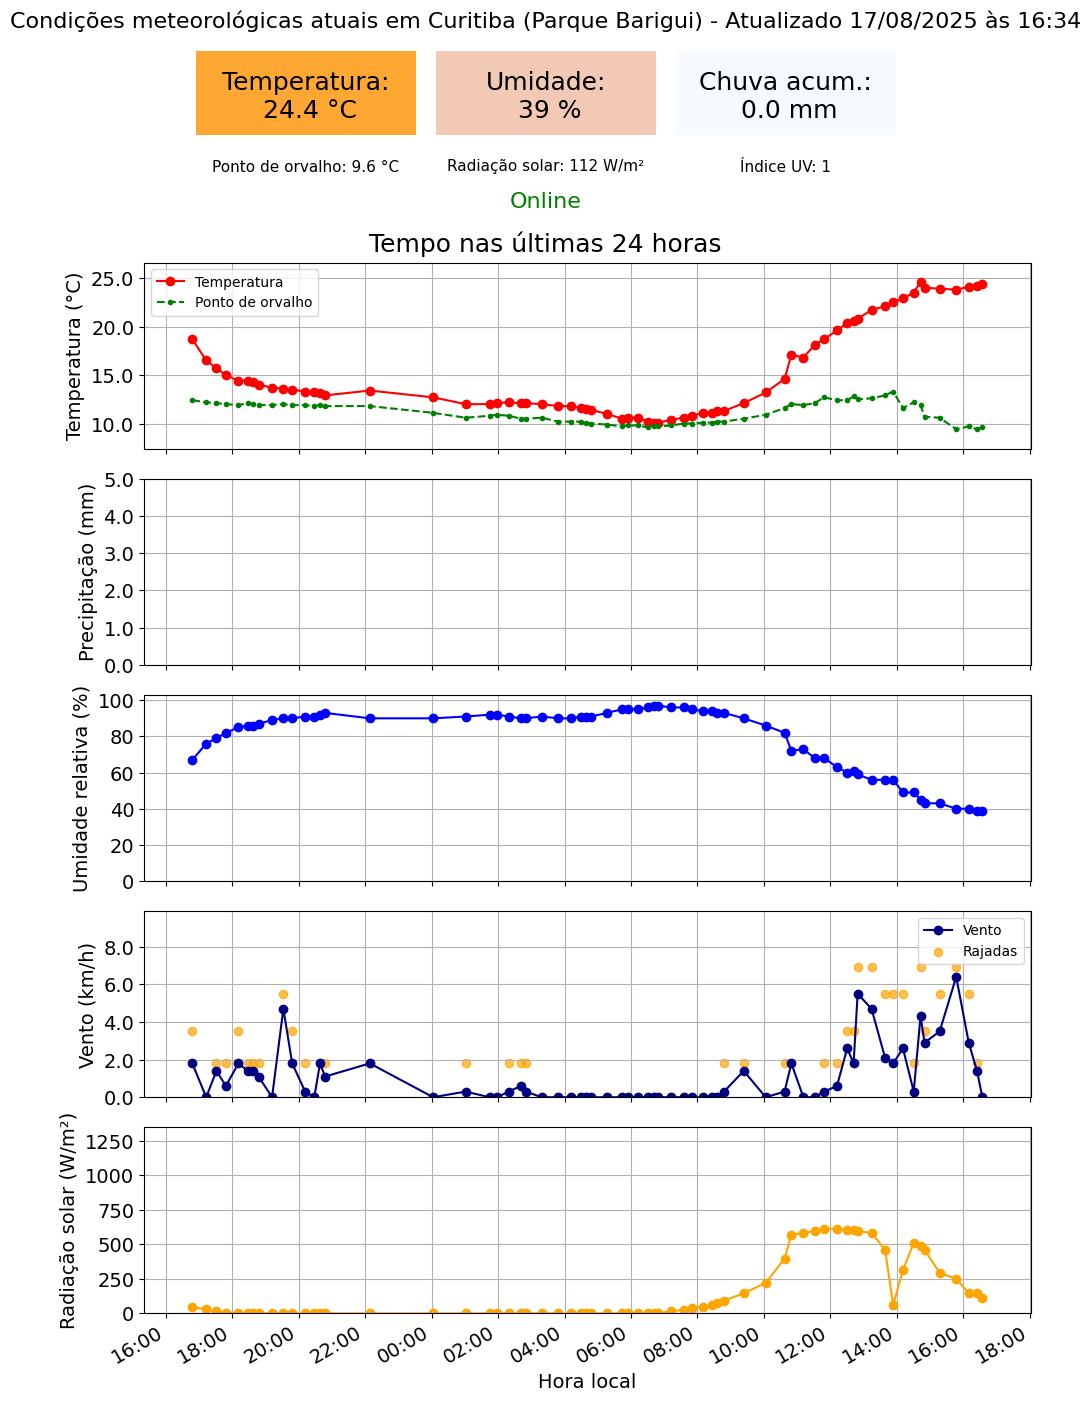 Condições meteorológicas atuais em Curitiba (Parque Barigui) - Atualizado 17/08/2025 às 16:34
Temperatura:
24.4 °C
Umidade:
39 %
Chuva acum.:
0.0 mm
Ponto de orvalho: 9.6 °C
Radiação solar: 112 W/m²
Índice UV: 1
Online
Tempo nas últimas 24 horas
Temperatura (°C)
25.0
20.0
15.0
10.0
Temperatura
Ponto de orvalho
Precipitação (mm)
5.0
4.0
3.0
2.0
1.0
0.0
Umidade relativa (%)
100
80
60
40
20
0
Vento (km/h)
8.0
6.0
4.0
2.0
0.0
Vento
Rajadas
Radiação solar (W/m²)
1250
1000
750
500
250
0
16:00
18:00
20:00
22:00
00:00
02:00
04:00
06:00
08:00
10:00
12:00
14:00
16:00
18:00
Hora local